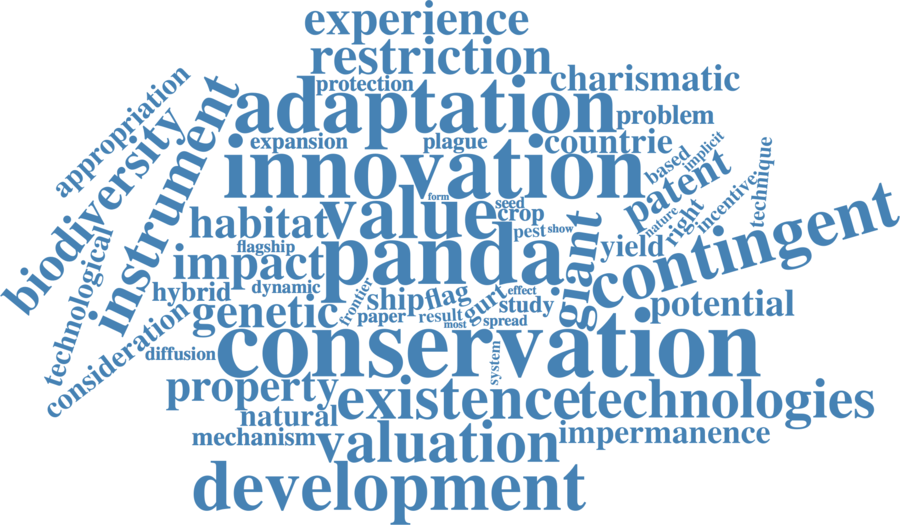 experience
restriction
charismatic
protection
appropriation
adaptation
problem
instrument
biodiversity
expansion
plague
countrie
implicit
based
innovation
patent
technique
incentive
form
seed
value
habitat
crop
nature
right
pest
show
flagship
panda
giant
yield
contingent
impact
technological
hybrid
dynamic
frontier
ship
flag
gurt
effect
study
potential
genetic
paper
result
most
spread
consideration
diffusion
conservation
system
property
existence
technologies
natural
mechanism
valuation
impermanence
development